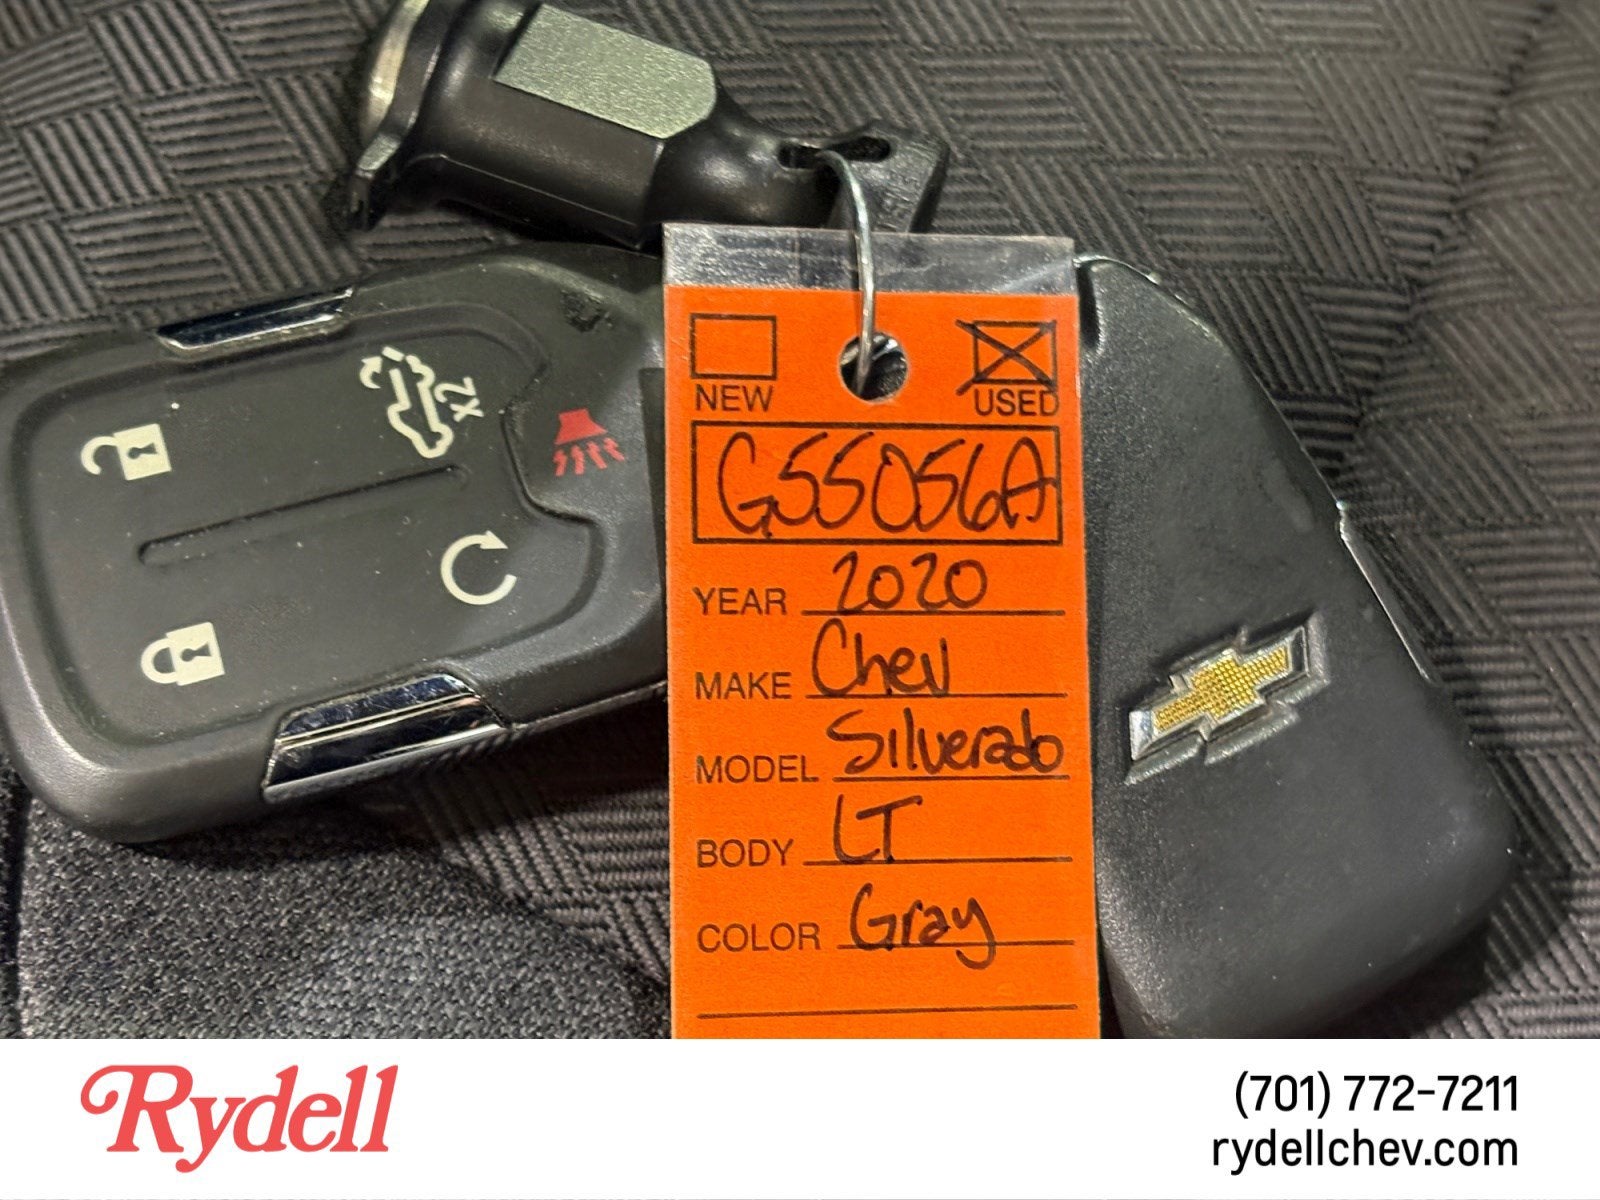 X2
NEW USED
G55056A
YEAR 2020
MAKE Chev
MODEL Silverado
BODY LT
COLOR Gray
Rydell
(701) 772-7211
rydellchev.com